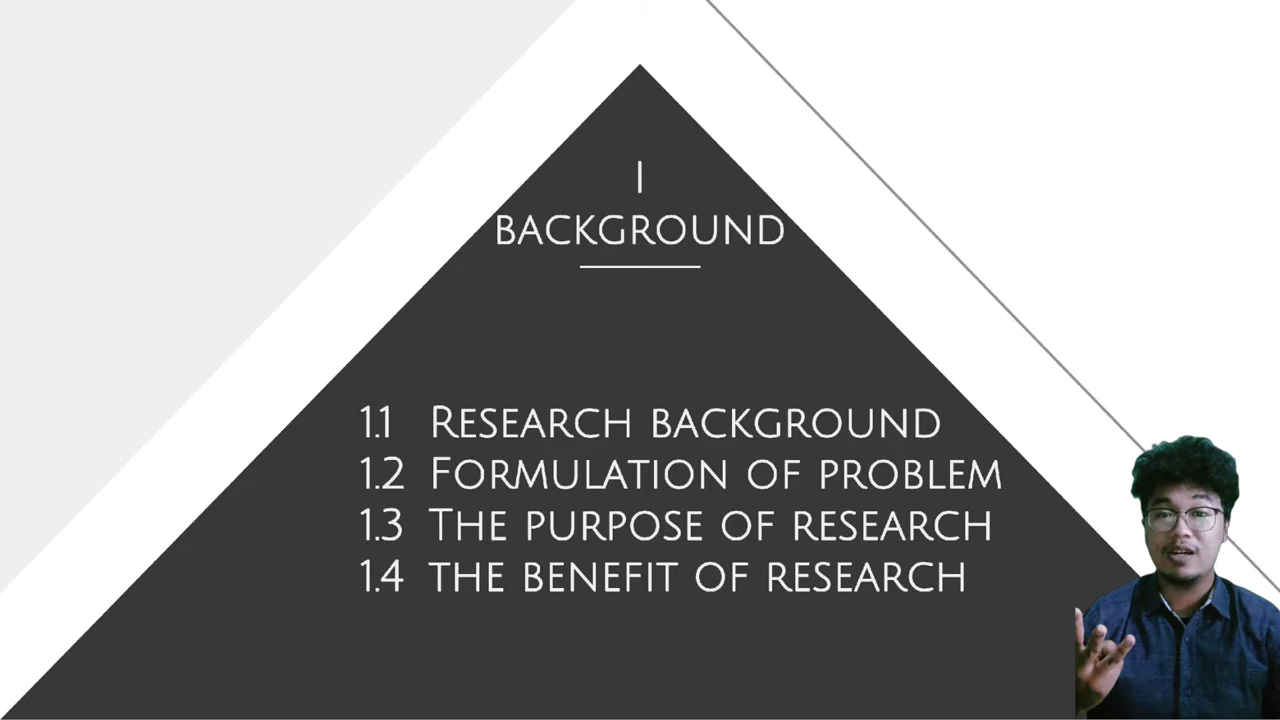 I
BACKGROUND
1.1 Research background
1.2 Formulation of problem
1.3 The purpose of research
1.4 the benefit of research